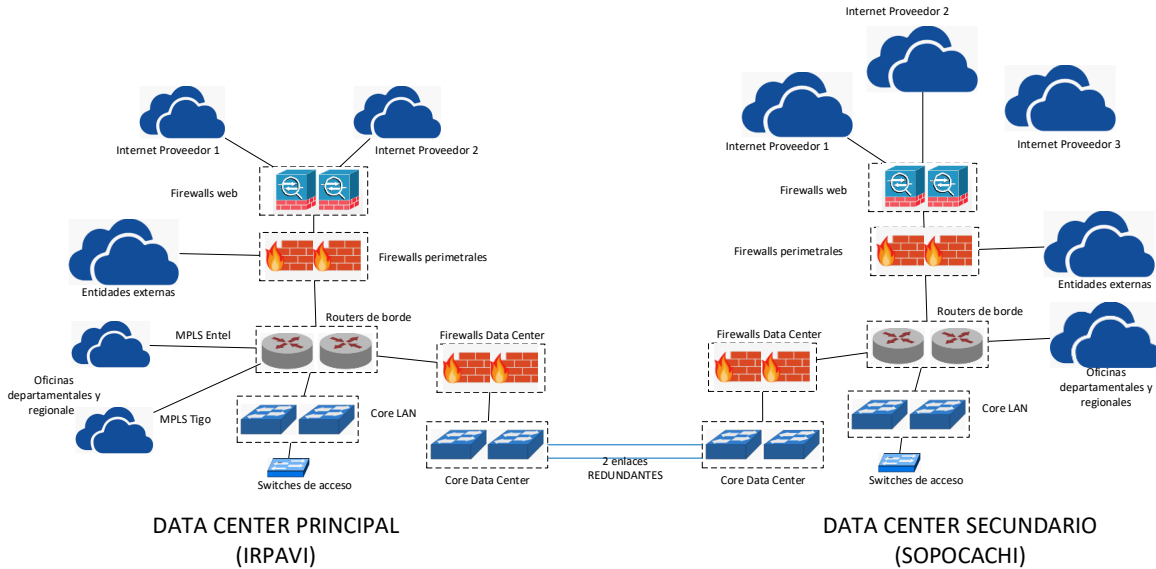 Internet Proveedor 2
Internet Proveedor 1
Internet Proveedor 2
Internet Proveedor 1
Internet Proveedor 3
Firewalls web
Firewalls web
Firewalls perimetrales
Firewalls perimetrales
Entidades externas
Entidades externas
MPLS Entel
Routers de borde
Routers de borde
Firewalls Data Center
Firewalls Data Center
Oficinas
departamentales y
regionale
Oficinas
departamentales y
regionales
MPLS Tigo
Core LAN
Core LAN
2 enlaces
REDUNDANTES
Switches de acceso
Core Data Center
Core Data Center
Switches de acceso
DATA CENTER PRINCIPAL
(IRPAVI)
DATA CENTER SECUNDARIO
(SOPOCACHI)